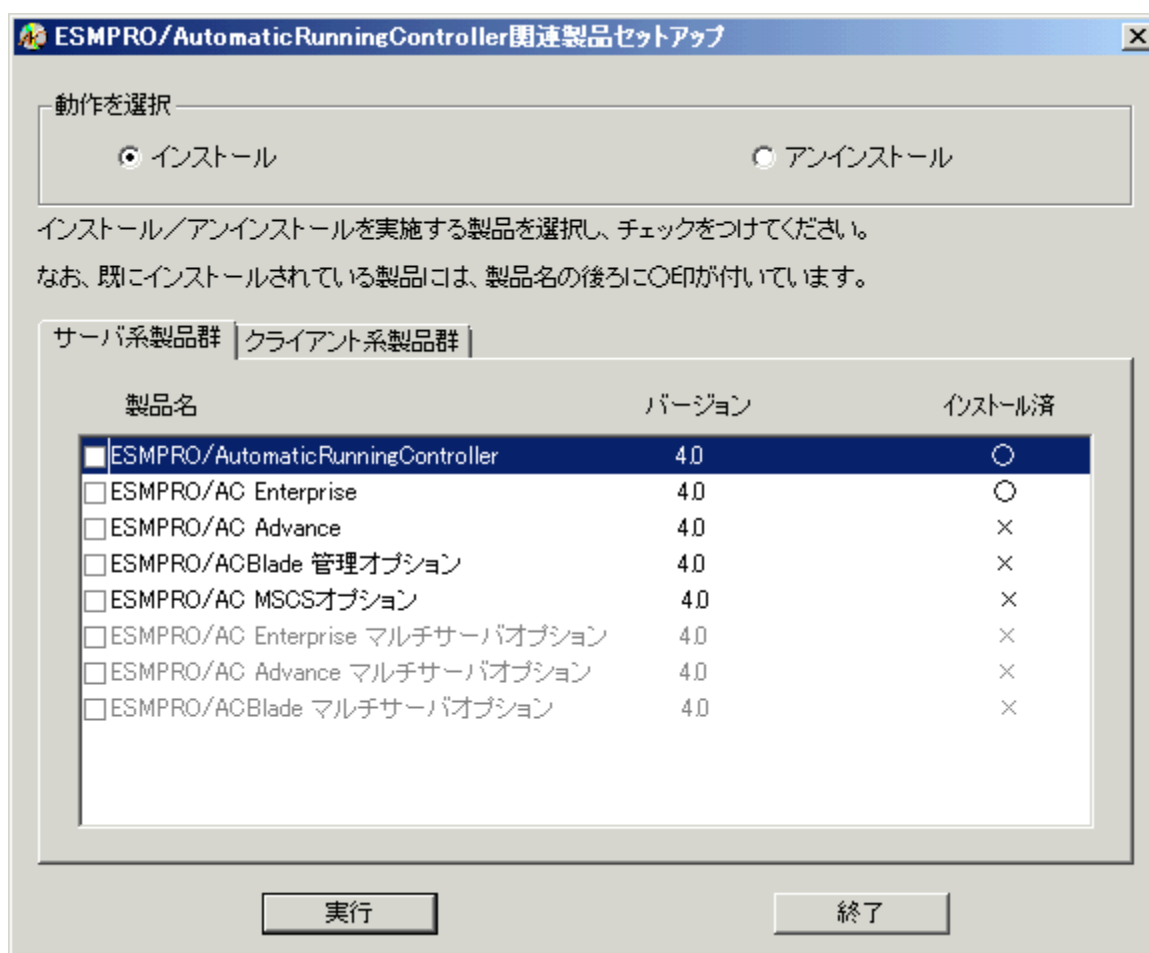 ESMPRO/AutomaticRunningController関連製品セットアップ
動作を選択
インストール アンインストール
インストール／アンインストールを実施する製品を選択し、チェックをつけてください。
なお、既にインストールされている製品には、製品名の後ろに○印が付いています。
サーバ系製品群 クライアント系製品群
製品名 バージョン インストール済
ESMPRO/AutomaticRunningController 4.0 ○
ESMPRO/AC Enterprise 4.0 ○
ESMPRO/AC Advance 4.0 ×
ESMPRO/ACBlade 管理オプション 4.0 ×
ESMPRO/AC MSCSオプション 4.0 ×
ESMPRO/AC Enterprise マルチサーバオプション 4.0 ×
ESMPRO/AC Advance マルチサーバオプション 4.0 ×
ESMPRO/ACBlade マルチサーバオプション 4.0 ×
実行 終了